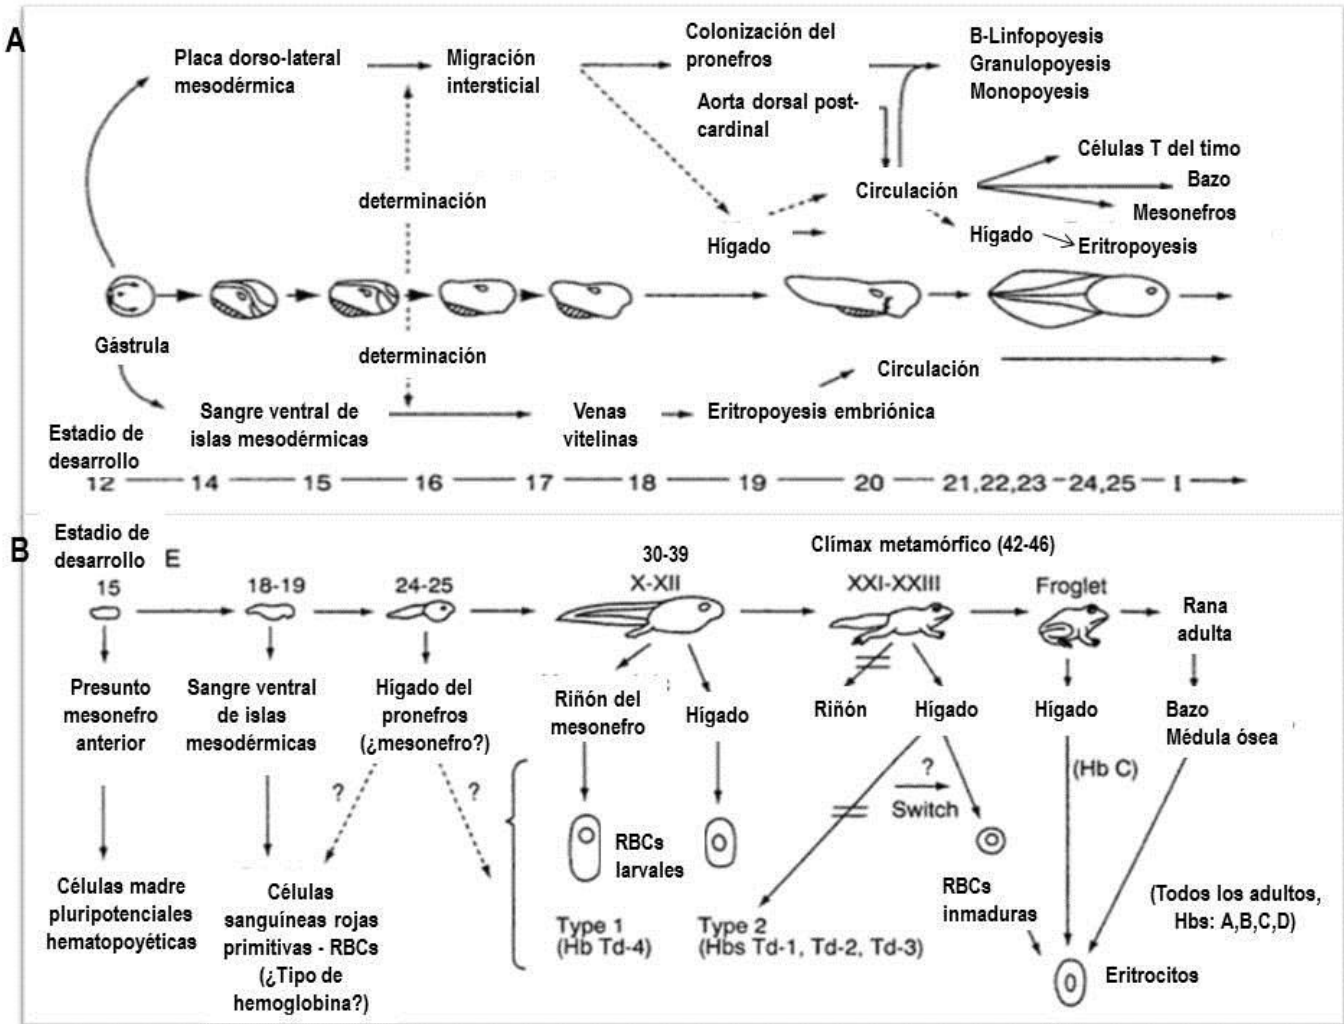 A
Placa dorso-lateral
mesodérmica
Migración
intersticial
Colonización del
pronefros
B-Linfopoyesis
Granulopoyesis
Monopoyesis
Aorta dorsal post-
cardinal
determinación
Circulación
Células T del timo
Bazo
Mesonefros
Hígado
Hígado
Eritropoyesis
Gástrula
determinación
Circulación
Sangre ventral de
islas mesodérmicas
Venas
vitelinas
Eritropoyesis embriónica
Estadio de
desarrollo
12 14 15 16 17 18 19 20 21,22,23 24,25 I
B
Estadio de
desarrollo E
15
18-19
24-25
30-39
X-XII
Clímax metamórfico (42-46)
XXI-XXIII
Froglet
Rana
adulta
Presunto
mesonefro
anterior
Sangre ventral
de islas
mesodérmicas
Hígado del
pronefros
(¿mesonefro?)
Riñón del
mesonefro
Hígado
Riñón
Hígado
Hígado
Bazo
Médula ósea
? ?
?
Switch
(Hb C)
RBCs
larvales
Células madre
pluripotenciales
hematopoyéticas
Células
sanguíneas rojas
primitivas - RBCs
(¿Tipo de
hemoglobina?)
Type 1
(Hb Td-4)
Type 2
(Hbs Td-1, Td-2, Td-3)
RBCs
inmaduras
(Todos los adultos,
Hbs: A,B,C,D)
Eritrocitos